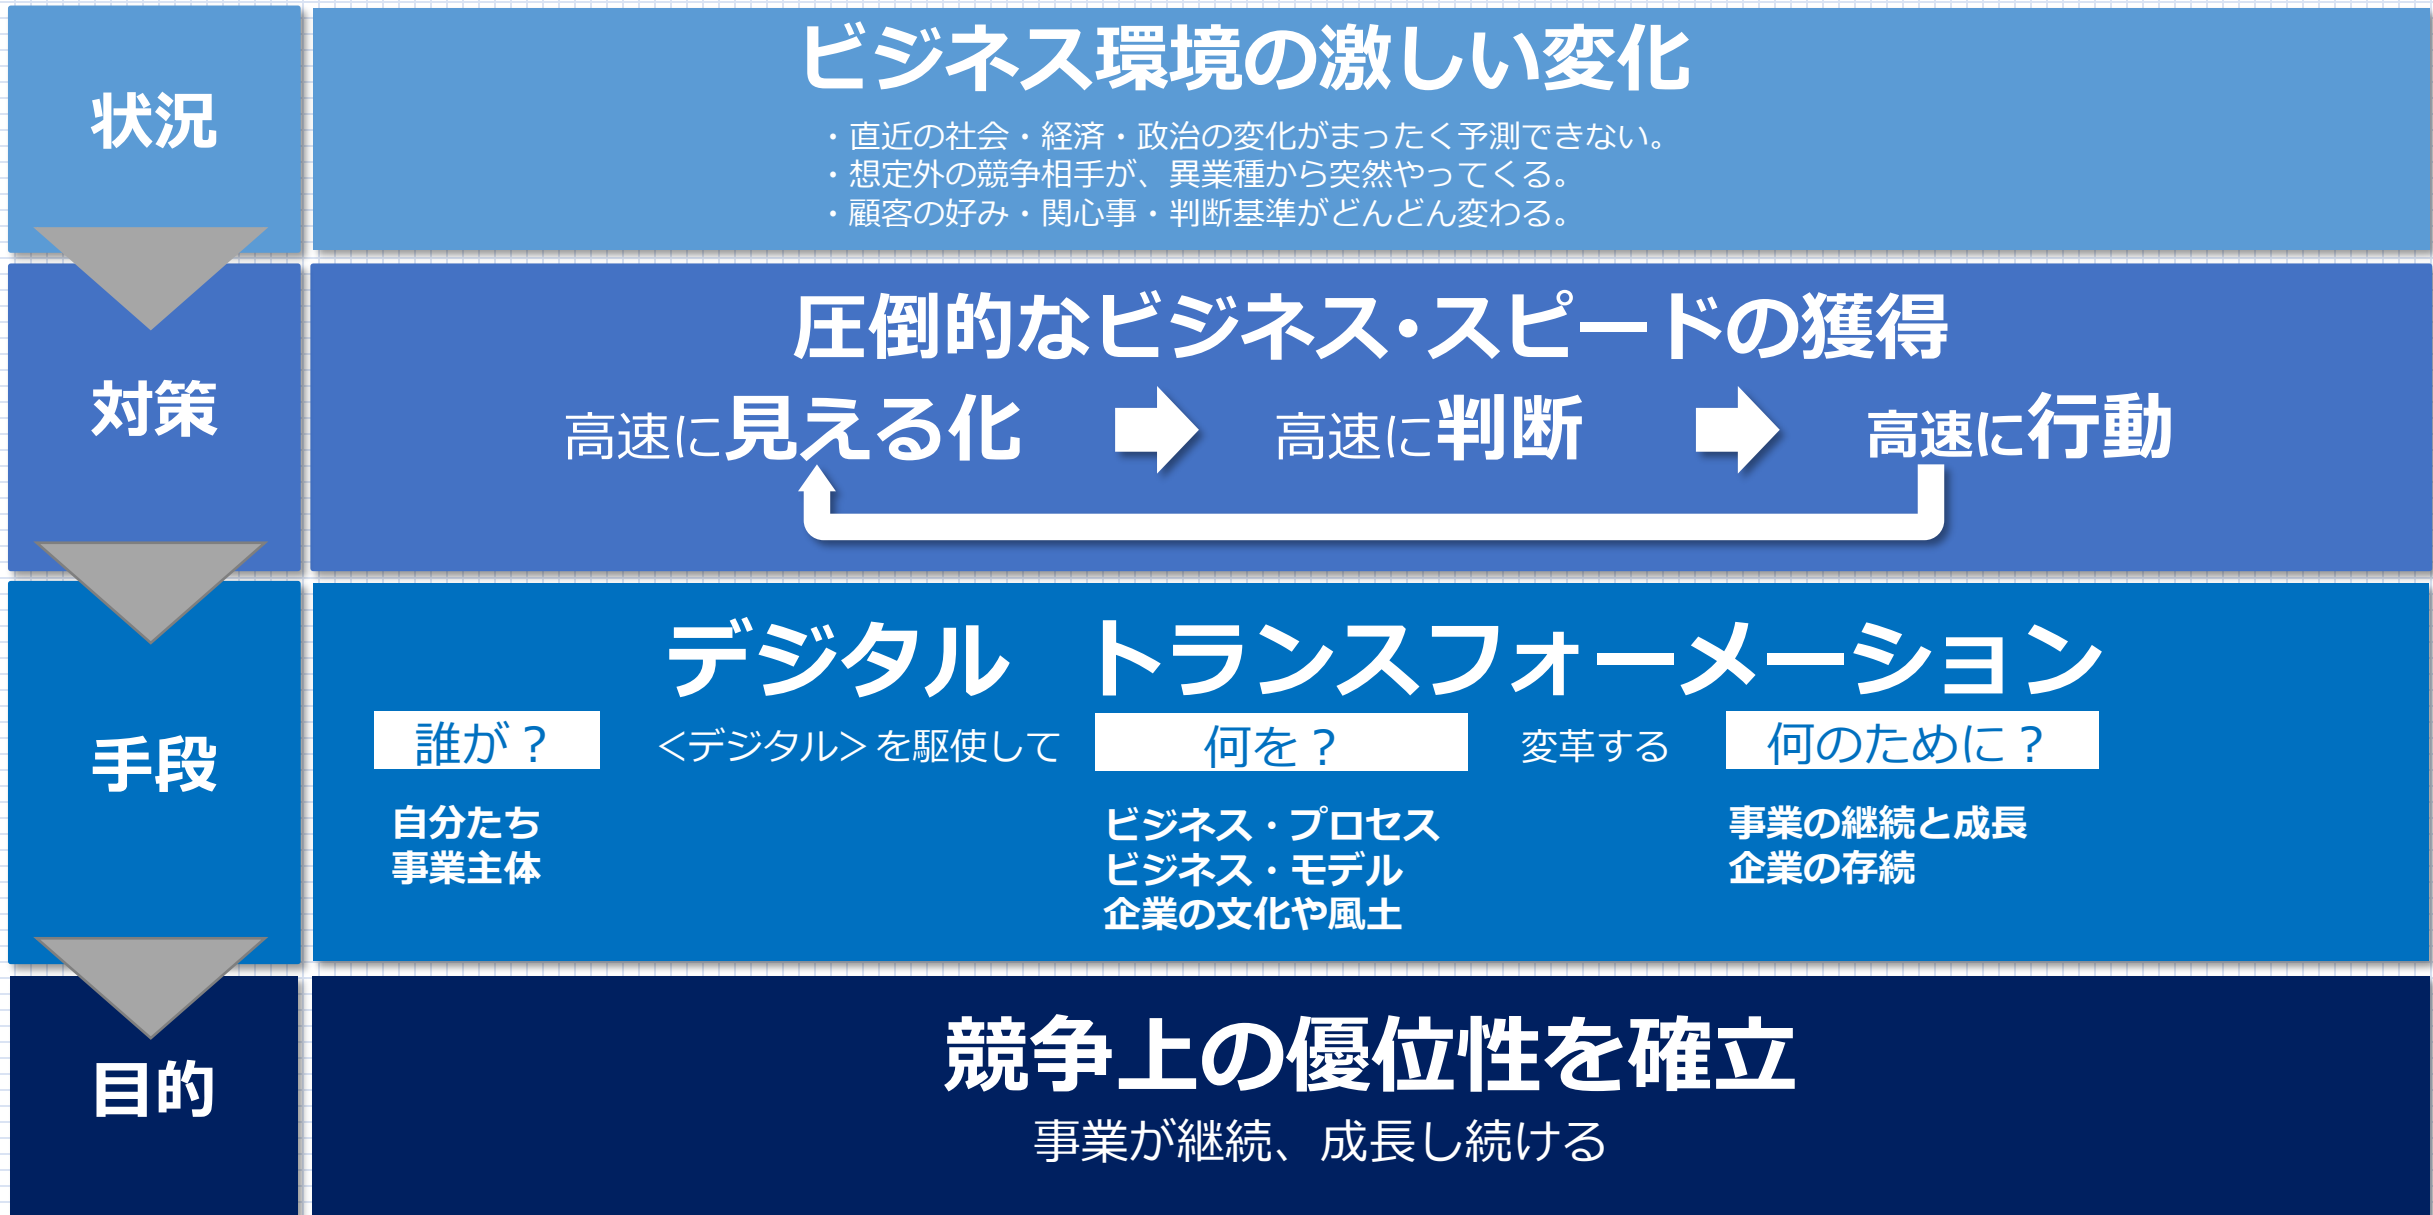 状況
ビジネス環境の激しい変化
・直近の社会・経済・政治の変化がまったく予測できない。
・想定外の競争相手が、異業種から突然やってくる。
・顧客の好み・関心事・判断基準がどんどん変わる。
対策
圧倒的なビジネス・スピードの獲得
高速に見える化 高速に判断 高速に行動
手段
デジタル トランスフォーメーション
誰が？ ＜デジタル＞を駆使して 何を？ 変革する 何のために？
自分たち
事業主体
ビジネス・プロセス
ビジネス・モデル
企業の文化や風土
事業の継続と成長
企業の存続
目的
競争上の優位性を確立
事業が継続、成長し続ける